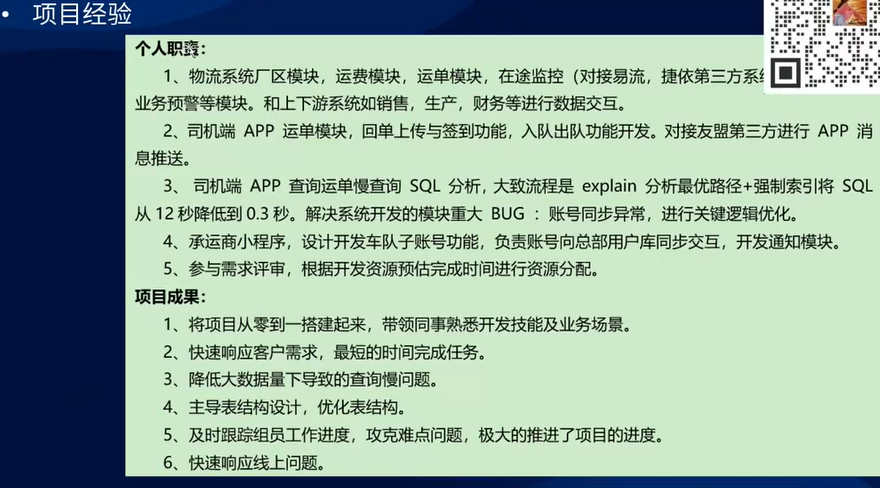 • 项目经验
个人职责：
1、物流系统厂区模块，运费模块，运单模块，在途监控（对接易流，捷依第三方系统
业务预警等模块。和上下游系统如销售，生产，财务等进行数据交互。
2、司机端 APP 运单模块，回单上传与签到功能，入队出队功能开发。对接友盟第三方进行 APP 消
息推送。
3、 司机端 APP 查询运单慢查询 SQL 分析，大致流程是 explain 分析最优路径+强制索引将 SQL
从 12 秒降低到 0.3 秒。解决系统开发的模块重大 BUG ：账号同步异常，进行关键逻辑优化。
4、承运商小程序，设计开发车队子账号功能，负责账号向总部用户库同步交互，开发通知模块。
5、参与需求评审，根据开发资源预估完成时间进行资源分配。
项目成果：
1、将项目从零到一搭建起来，带领同事熟悉开发技能及业务场景。
2、快速响应客户需求，最短的时间完成任务。
3、降低大数据量下导致的查询慢问题。
4、主导表结构设计，优化表结构。
5、及时跟踪组员工作进度，攻克难点问题，极大的推进了项目的进度。
6、快速响应线上问题。